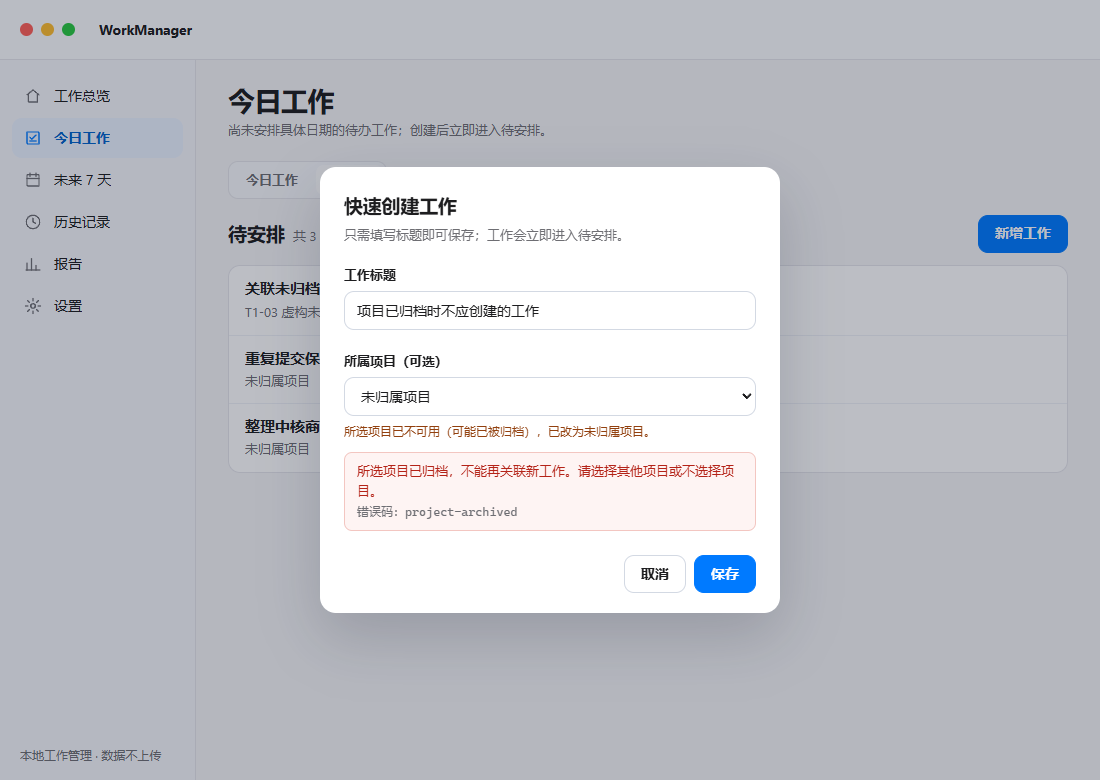 WorkManager
工作总览
今日工作
未来 7 天
历史记录
报告
设置
本地工作管理 · 数据不上传
今日工作
尚未安排具体日期的待办工作；创建后立即进入待安排。
今日工作
待安排 共 3
新增工作
关联未归档
T1-03 虚构未
重复提交保
未归属项目
整理中核商
未归属项目
快速创建工作
只需填写标题即可保存；工作会立即进入待安排。
工作标题
项目已归档时不应创建的工作
所属项目（可选）
未归属项目
所选项目已不可用（可能已被归档），已改为未归属项目。
所选项目已归档，不能再关联新工作。请选择其他项目或不选择项
目。
错误码：project-archived
取消
保存